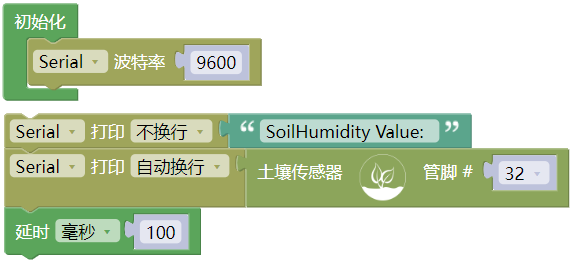 初始化
Serial 波特率 9600
Serial 打印 不换行 “ SoilHumidity Value: ”
Serial 打印 自动换行 土壤传感器 管脚 # 32
延时 毫秒 100